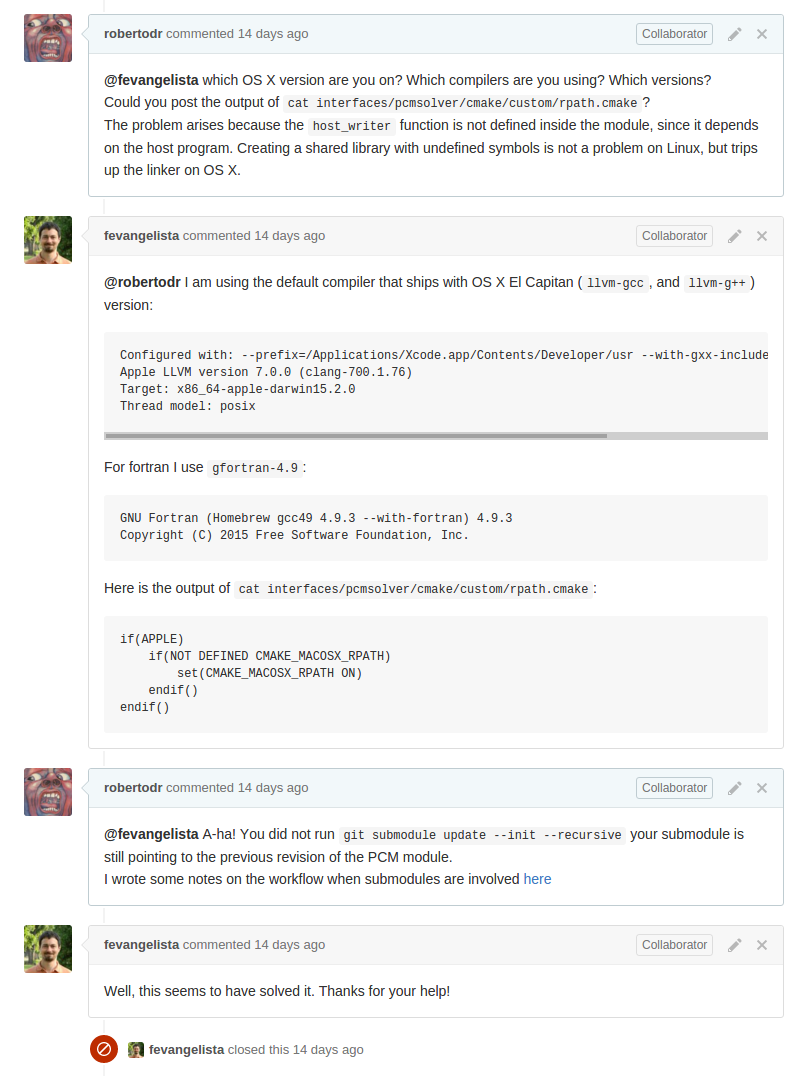 robertodr commented 14 days ago
Collaborator
@fevangelista which OS X version are you on? Which compilers are you using? Which versions?
Could you post the output of cat interfaces/pcmsolver/cmake/custom/rpath.cmake ?
The problem arises because the host_writer function is not defined inside the module, since it depends
on the host program. Creating a shared library with undefined symbols is not a problem on Linux, but trips
up the linker on OS X.
fevangelista commented 14 days ago
Collaborator
@robertodr I am using the default compiler that ships with OS X El Capitan ( llvm-gcc , and llvm-g++ )
version:
Configured with: --prefix=/Applications/Xcode.app/Contents/Developer/usr --with-gxx-include
Apple LLVM version 7.0.0 (clang-700.1.76)
Target: x86_64-apple-darwin15.2.0
Thread model: posix
For fortran I use gfortran-4.9 :
GNU Fortran (Homebrew gcc49 4.9.3 --with-fortran) 4.9.3
Copyright (C) 2015 Free Software Foundation, Inc.
Here is the output of cat interfaces/pcmsolver/cmake/custom/rpath.cmake :
if(APPLE)
    if(NOT DEFINED CMAKE_MACOSX_RPATH)
        set(CMAKE_MACOSX_RPATH ON)
    endif()
endif()
robertodr commented 14 days ago
Collaborator
@fevangelista A-ha! You did not run git submodule update --init --recursive your submodule is
still pointing to the previous revision of the PCM module.
I wrote some notes on the workflow when submodules are involved here
fevangelista commented 14 days ago
Collaborator
Well, this seems to have solved it. Thanks for your help!
fevangelista closed this 14 days ago